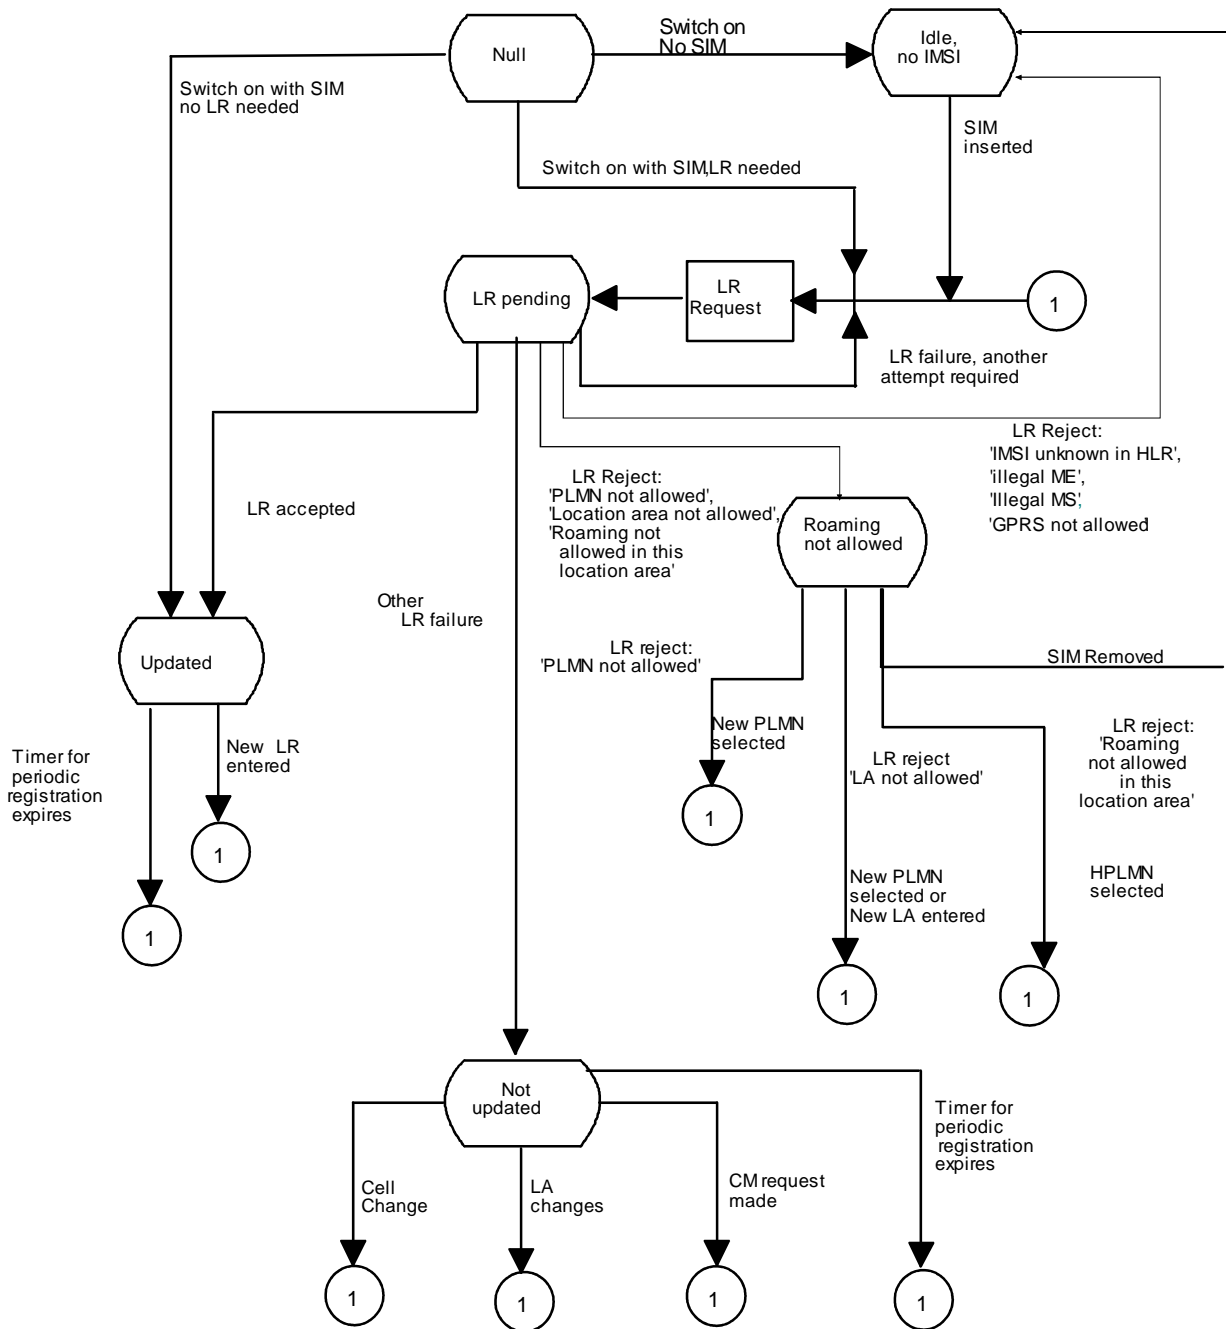 Switch on
No SIM
Null
Idle,
no IMSI
Switch on with SIM
no LR needed
SIM
inserted
Switch on with SIM,LR needed
LR pending
LR
Request
1
LR failure, another
attempt required
LR Reject:
'IMSI unknown in HLR',
'illegal ME',
'Illegal MS',
'GPRS not allowed
LR Reject:
'PLMN not allowed',
'Location area not allowed',
'Roaming not
allowed in this
location area'
LR accepted
Roaming
not allowed
Other
LR failure
LR reject:
'PLMN not allowed'
SIM Removed
Updated
New PLMN
selected
LR reject
'LA not allowed'
LR reject:
'Roaming
not allowed
in this
location area'
Timer for
periodic
registration
expires
New LR
entered
1
1
New PLMN
selected or
New LA entered
HPLMN
selected
1
1
1
Not
updated
Timer for
periodic
registration
expires
Cell
Change
LA
changes
CM request
made
1
1
1
1